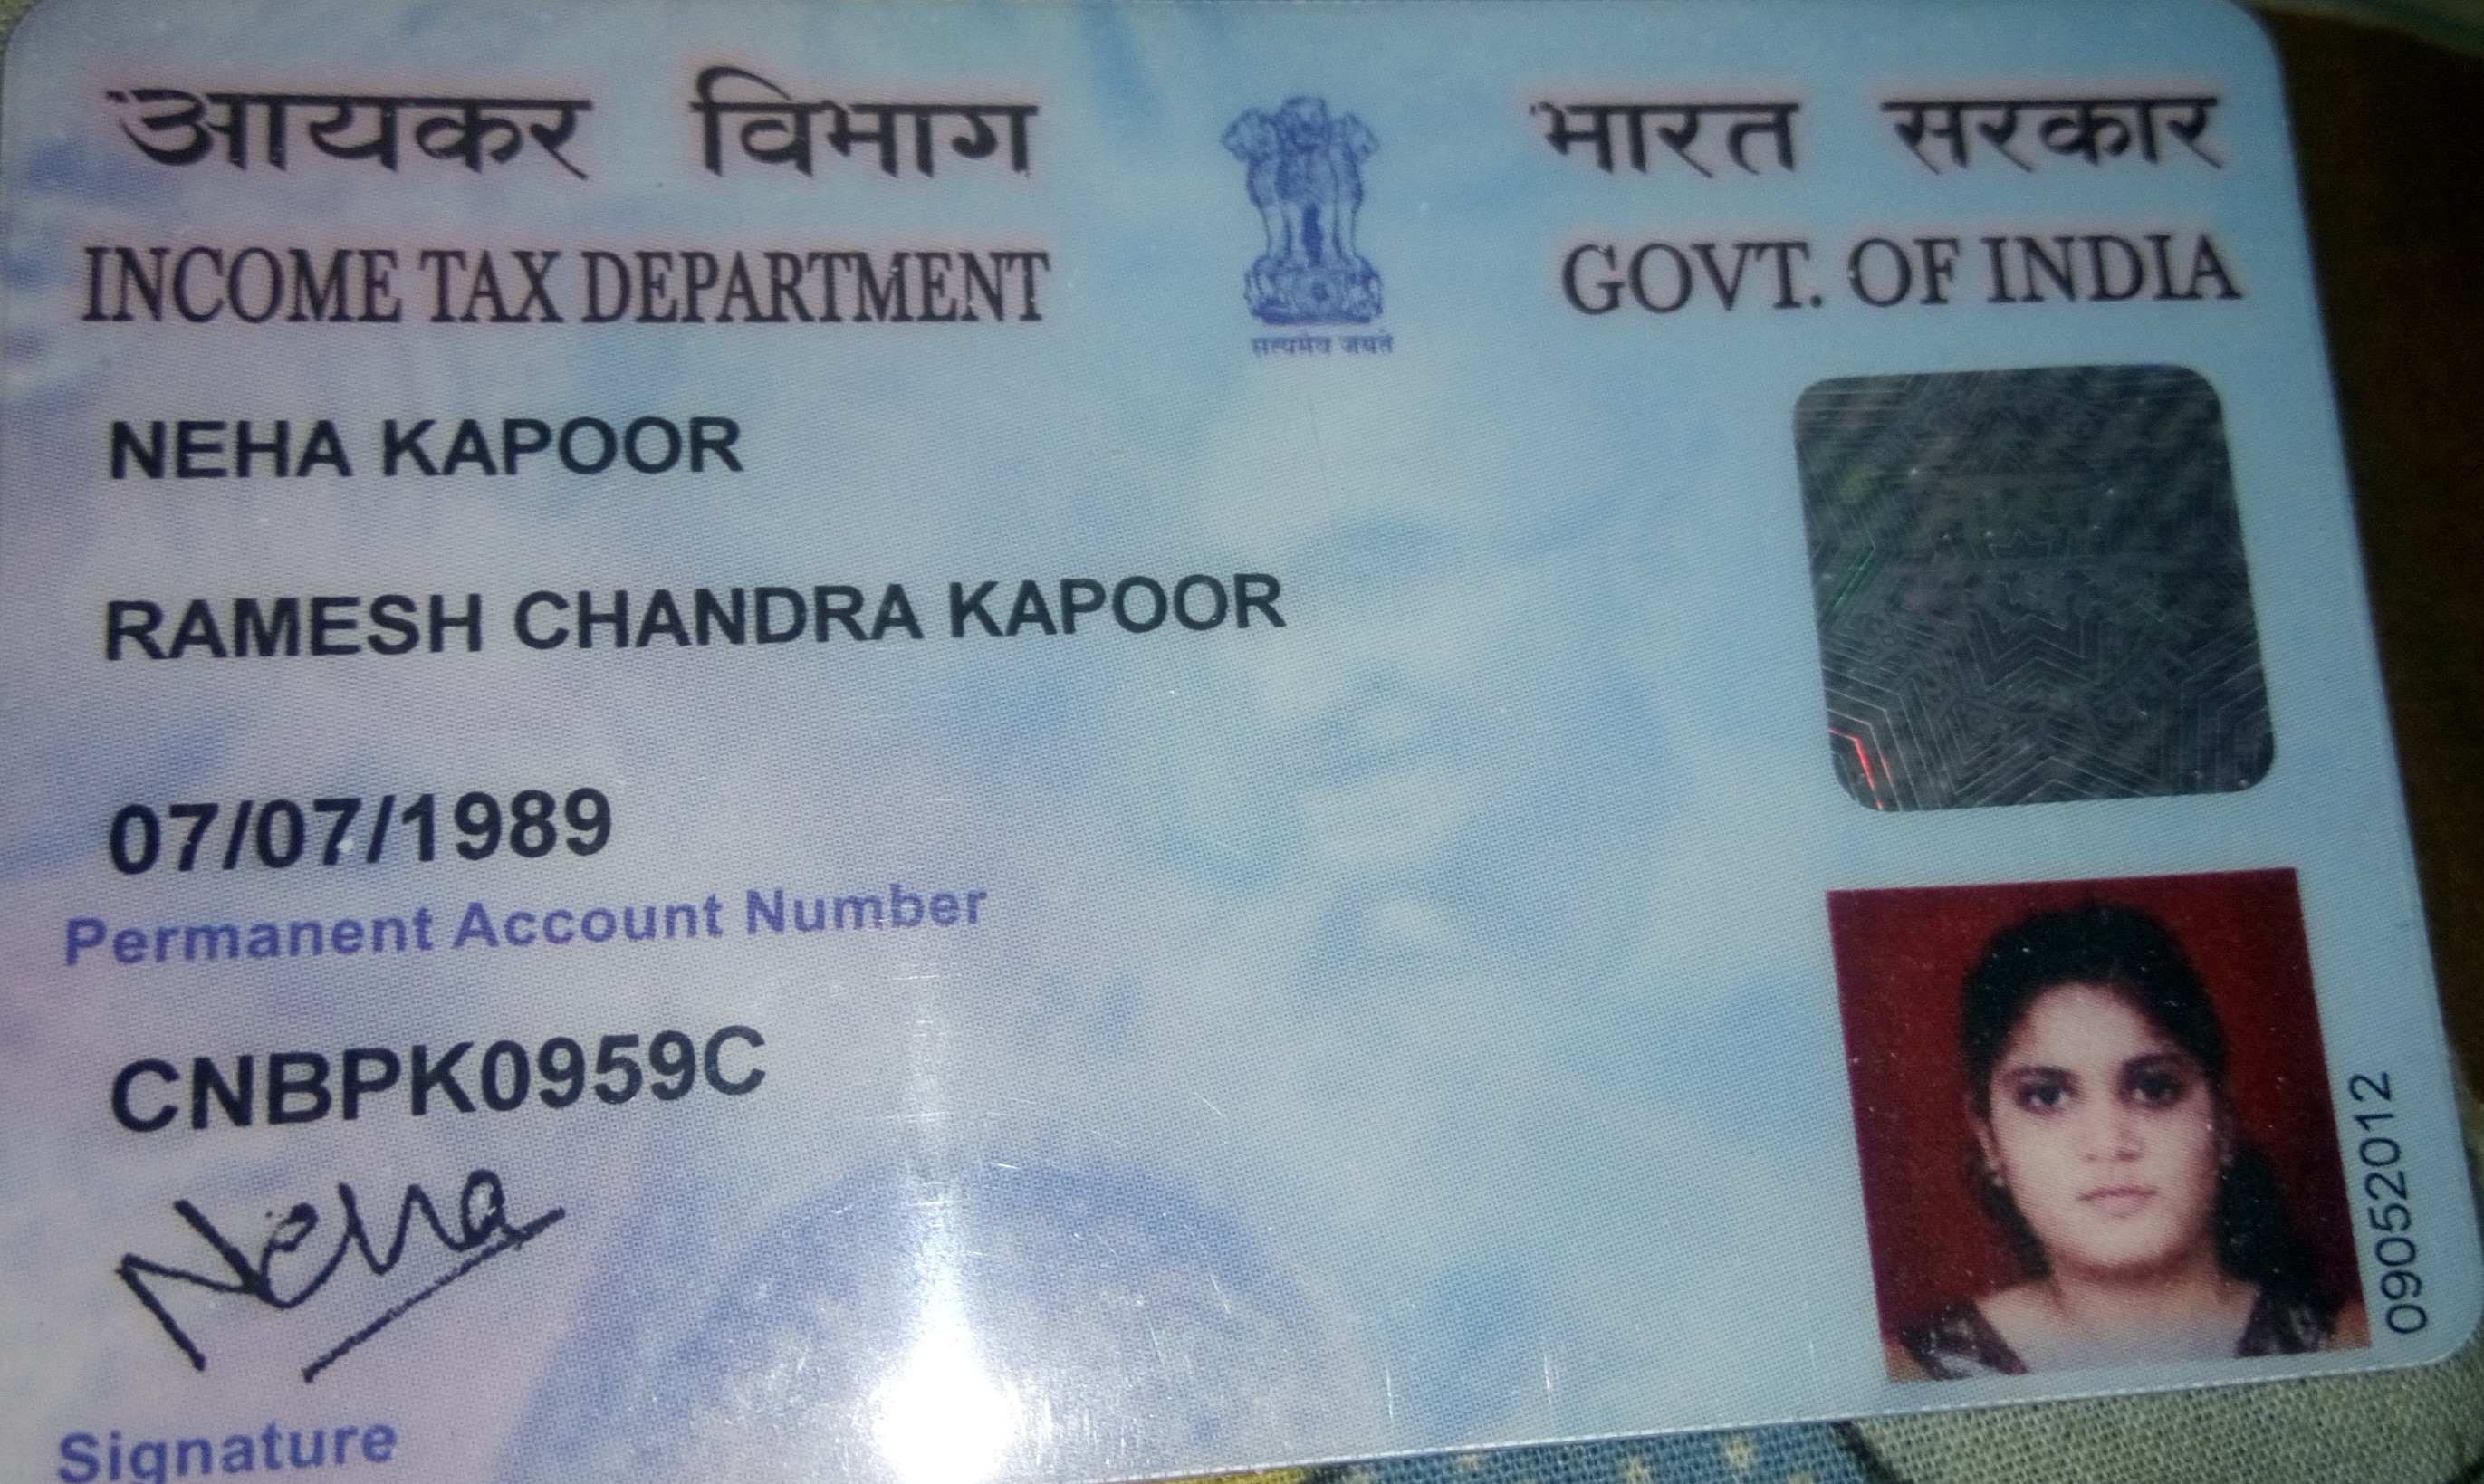 आयकर विभाग
INCOME TAX DEPARTMENT
सत्यमेव जयते
भारत सरकार
GOVT. OF INDIA
NEHA KAPOOR
RAMESH CHANDRA KAPOOR
07/07/1989
Permanent Account Number
CNBPK0959C
Neha
Signature
09052012